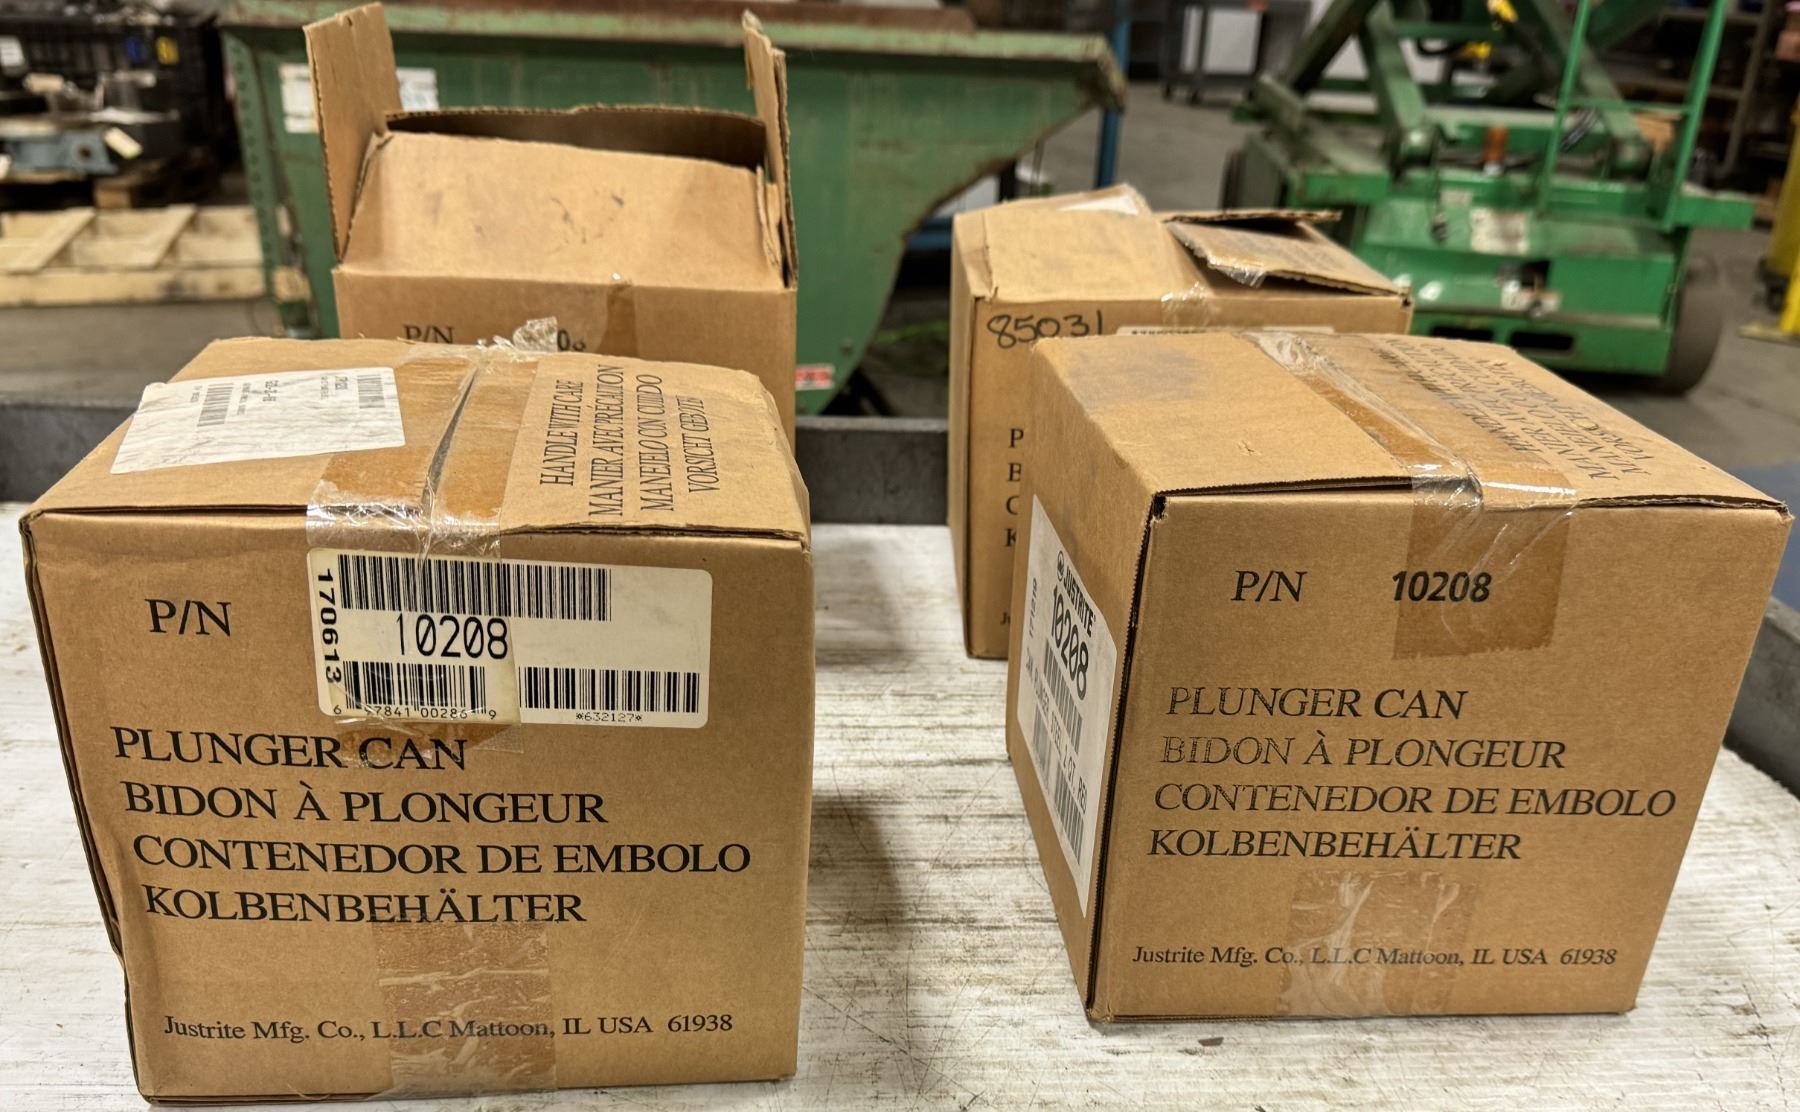 P/N
85031
HANDLE WITH CARE
MANIER AVEC PRÉCAUTION
MANEJELO CON CUIDADO
VORSICHT GEBOTE
P/N
170613
10208
*632127*
PLUNGER CAN
BIDON À PLONGEUR
CONTENEDOR DE EMBOLO
KOLBENBEHÄLTER
Justrite Mfg. Co., L.L.C Mattoon, IL USA 61938
JUSTRITE
10208
P/N 10208
PLUNGER CAN
BIDON À PLONGEUR
CONTENEDOR DE EMBOLO
KOLBENBEHÄLTER
Justrite Mfg. Co., L.L.C Mattoon, IL USA 61938